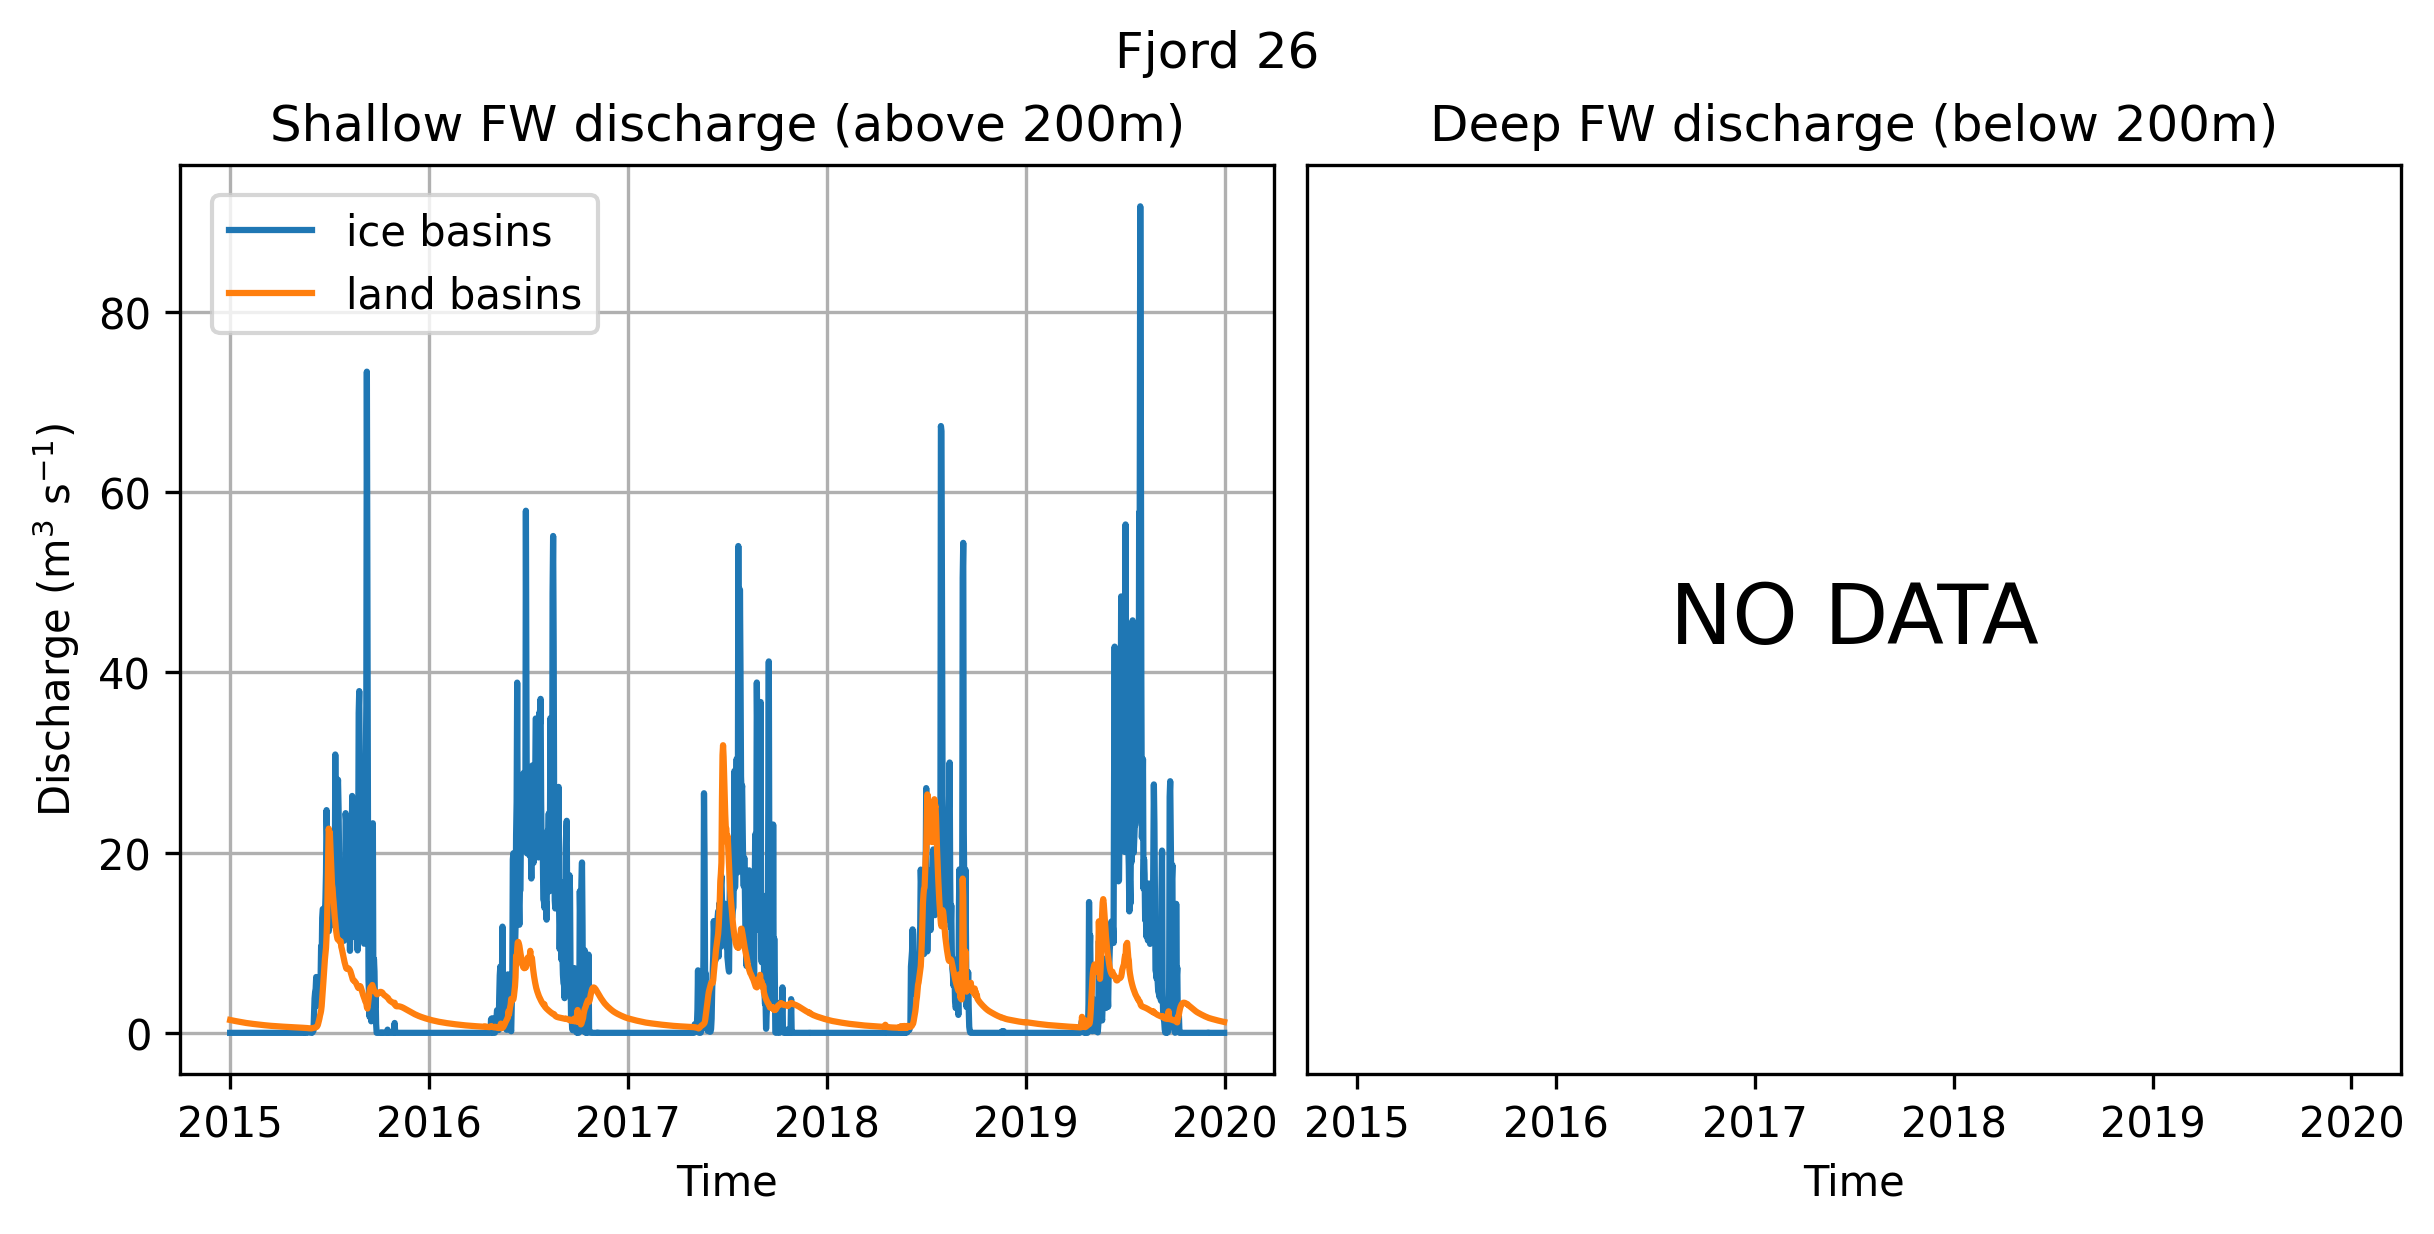 Fjord 26
Shallow FW discharge (above 200m)
Deep FW discharge (below 200m)
ice basins
land basins
Discharge (m³ s⁻¹)
80
60
40
20
0
NO DATA
2015 2016 2017 2018 2019 2020
2015 2016 2017 2018 2019 2020
Time
Time